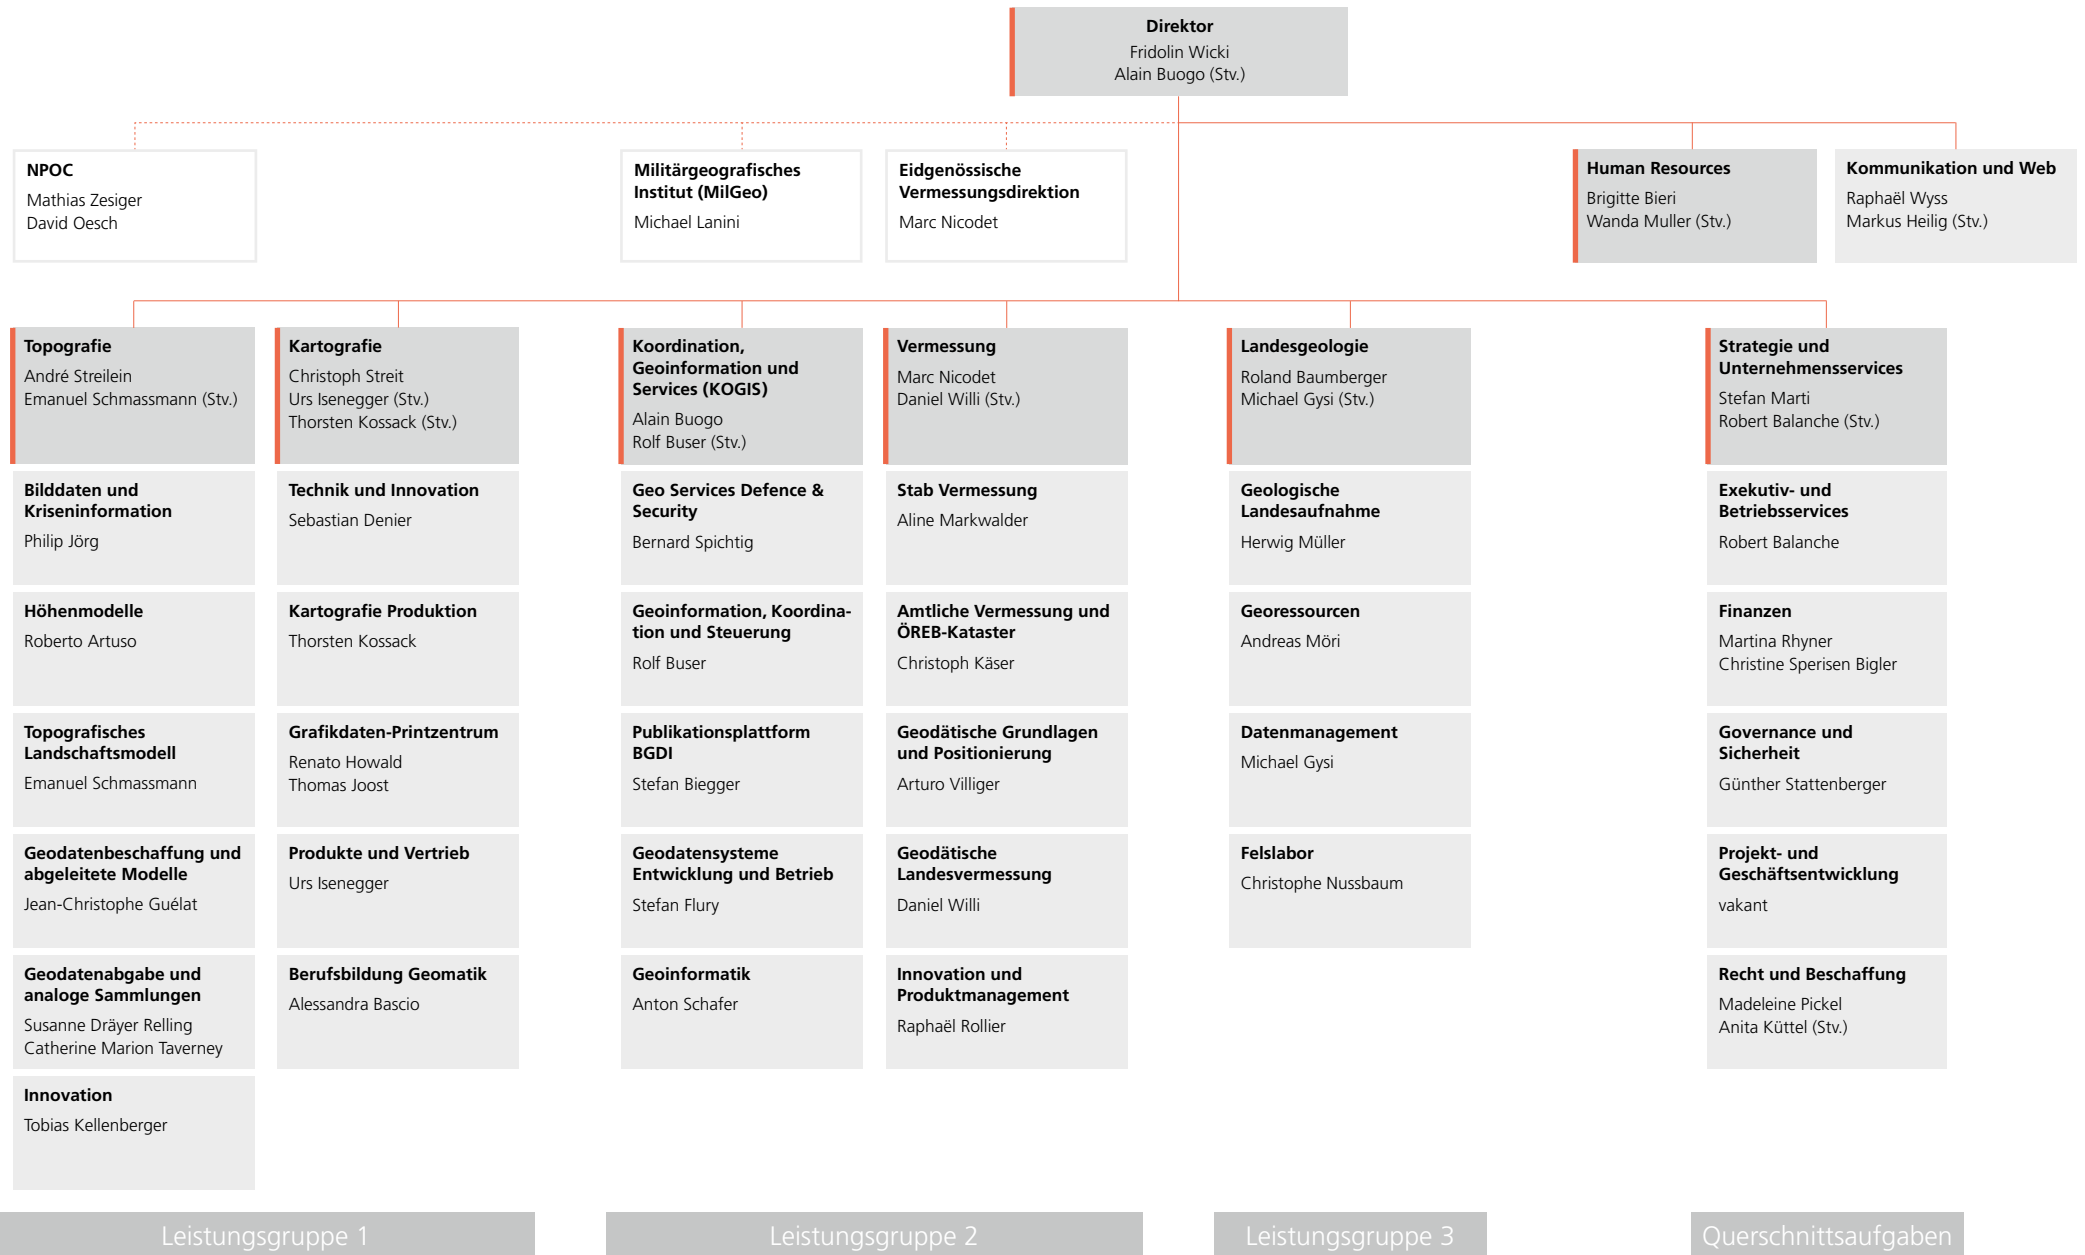 Direktor
Fridolin Wicki
Alain Buogo (Stv.)
NPOC
Mathias Zesiger
David Oesch
Militärgeografisches
Institut (MilGeo)
Michael Lanini
Eidgenössische
Vermessungsdirektion
Marc Nicodet
Human Resources
Brigitte Bieri
Wanda Muller (Stv.)
Kommunikation und Web
Raphaël Wyss
Markus Heilig (Stv.)
Topografie
André Streilein
Emanuel Schmassmann (Stv.)
Bilddaten und
Kriseninformation
Philip Jörg
Höhenmodelle
Roberto Artuso
Topografisches
Landschaftsmodell
Emanuel Schmassmann
Geodatenbeschaffung und
abgeleitete Modelle
Jean-Christophe Guélat
Geodatenabgabe und
analoge Sammlungen
Susanne Dräyer Relling
Catherine Marion Taverney
Innovation
Tobias Kellenberger
Kartografie
Christoph Streit
Urs Isenegger (Stv.)
Thorsten Kossack (Stv.)
Technik und Innovation
Sebastian Denier
Kartografie Produktion
Thorsten Kossack
Grafikdaten-Printzentrum
Renato Howald
Thomas Joost
Produkte und Vertrieb
Urs Isenegger
Berufsbildung Geomatik
Alessandra Bascio
Koordination,
Geoinformation und
Services (KOGIS)
Alain Buogo
Rolf Buser (Stv.)
Geo Services Defence &
Security
Bernard Spichtig
Geoinformation, Koordina-
tion und Steuerung
Rolf Buser
Publikationsplattform
BGDI
Stefan Biegger
Geodatensysteme
Entwicklung und Betrieb
Stefan Flury
Geoinformatik
Anton Schafer
Vermessung
Marc Nicodet
Daniel Willi (Stv.)
Stab Vermessung
Aline Markwalder
Amtliche Vermessung und
ÖREB-Kataster
Christoph Käser
Geodätische Grundlagen
und Positionierung
Arturo Villiger
Geodätische
Landesvermessung
Daniel Willi
Innovation und
Produktmanagement
Raphaël Rollier
Landesgeologie
Roland Baumberger
Michael Gysi (Stv.)
Geologische
Landesaufnahme
Herwig Müller
Georessourcen
Andreas Möri
Datenmanagement
Michael Gysi
Felslabor
Christophe Nussbaum
Strategie und
Unternehmensservices
Stefan Marti
Robert Balanche (Stv.)
Exekutiv- und
Betriebsservices
Robert Balanche
Finanzen
Martina Rhyner
Christine Sperisen Bigler
Governance und
Sicherheit
Günther Stattenberger
Projekt- und
Geschäftsentwicklung
vakant
Recht und Beschaffung
Madeleine Pickel
Anita Küttel (Stv.)
Leistungsgruppe 1
Leistungsgruppe 2
Leistungsgruppe 3
Querschnittsaufgaben